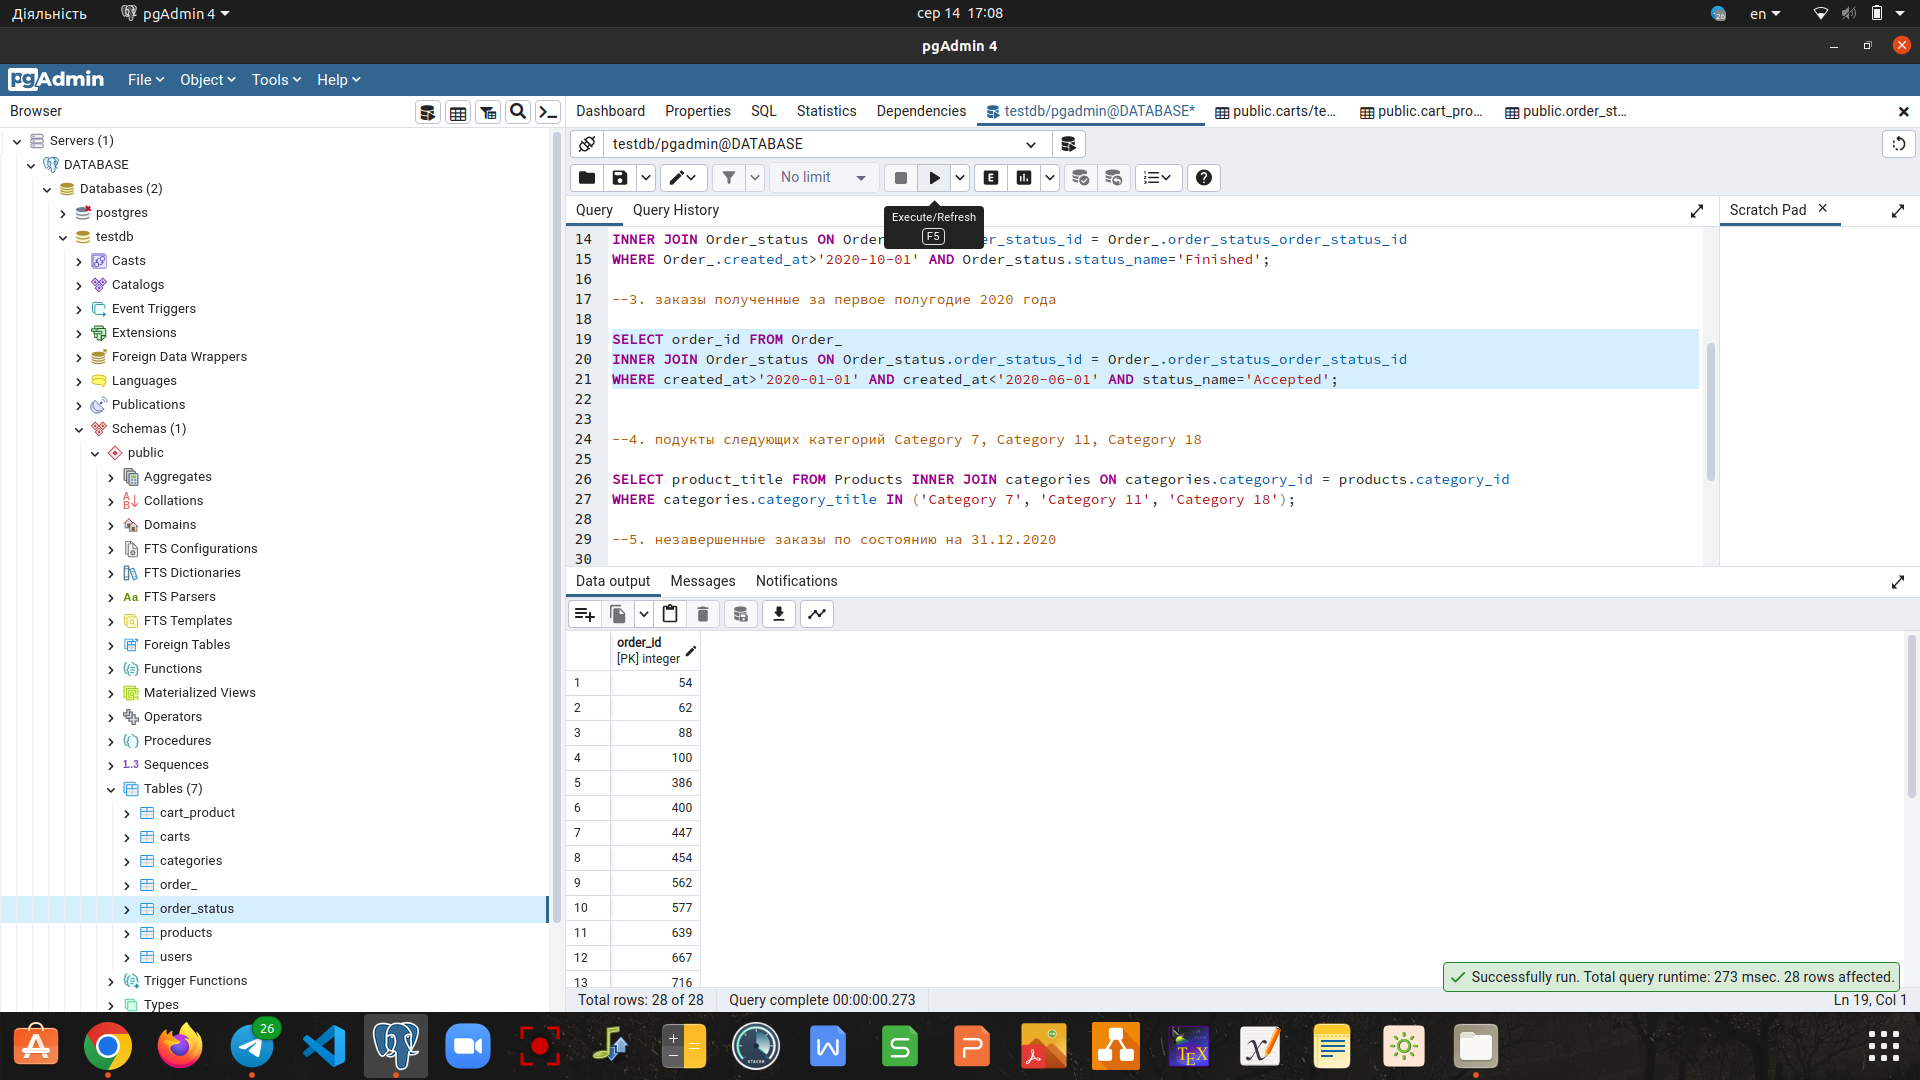 Діяльність
pgAdmin 4
сер 14 17:08
26
en
pgAdmin 4
pgAdmin
File
Object
Tools
Help
Browser
Servers (1)
DATABASE
Databases (2)
postgres
testdb
Casts
Catalogs
Event Triggers
Extensions
Foreign Data Wrappers
Languages
Publications
Schemas (1)
public
Aggregates
Collations
Domains
FTS Configurations
FTS Dictionaries
Aa FTS Parsers
FTS Templates
Foreign Tables
Functions
Materialized Views
Operators
Procedures
1..3 Sequences
Tables (7)
cart_product
carts
categories
order_
order_status
products
users
Trigger Functions
Types
Dashboard
Properties
SQL
Statistics
Dependencies
testdb/pgadmin@DATABASE*
public.carts/te...
public.cart_pro...
public.order_st...
testdb/pgadmin@DATABASE
No limit
E
Execute/Refresh
F5
Query
Query History
Scratch Pad
14 INNER JOIN Order_status ON Order er_status_id = Order_.order_status_order_status_id
15 WHERE Order_.created_at>'2020-10-01' AND Order_status.status_name='Finished';
16
17 --3. заказы полученные за первое полугодие 2020 года
18
19 SELECT order_id FROM Order_
20 INNER JOIN Order_status ON Order_status.order_status_id = Order_.order_status_order_status_id
21 WHERE created_at>'2020-01-01' AND created_at<'2020-06-01' AND status_name='Accepted';
22
23
24 --4. подукты следующих категорий Category 7, Category 11, Category 18
25
26 SELECT product_title FROM Products INNER JOIN categories ON categories.category_id = products.category_id
27 WHERE categories.category_title IN ('Category 7', 'Category 11', 'Category 18');
28
29 --5. незавершенные заказы по состоянию на 31.12.2020
30
Data output
Messages
Notifications
order_id
[PK] integer
1 54
2 62
3 88
4 100
5 386
6 400
7 447
8 454
9 562
10 577
11 639
12 667
13 716
Successfully run. Total query runtime: 273 msec. 28 rows affected.
Total rows: 28 of 28
Query complete 00:00:00.273
Ln 19, Col 1
26
STACER
W
S
P
TEX
X